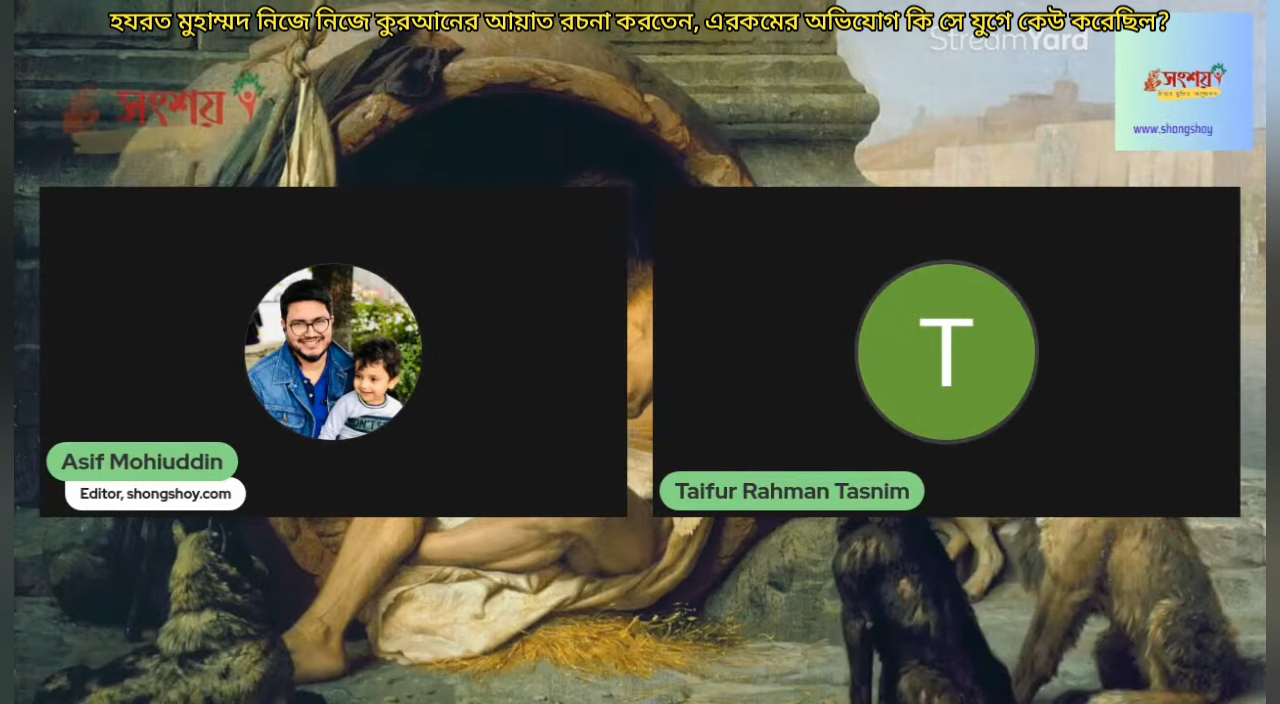 হযরত মুহাম্মদ নিজে নিজে কুরআনের আয়াত রচনা করতেন, এরকমের অভিযোগ কি সে যুগে কেউ করেছিল?
StreamYard
সংশয়
সংশয়
www.shongshoy
T
Asif Mohiuddin
Editor, shongshoy.com
Taifur Rahman Tasnim